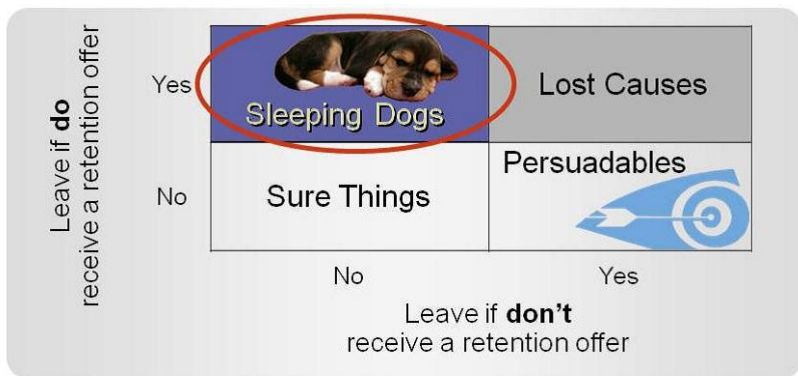 Leave if do
receive a retention offer
Yes
Sleeping Dogs
Lost Causes
No
Sure Things
Persuadables
No
Yes
Leave if don't
receive a retention offer